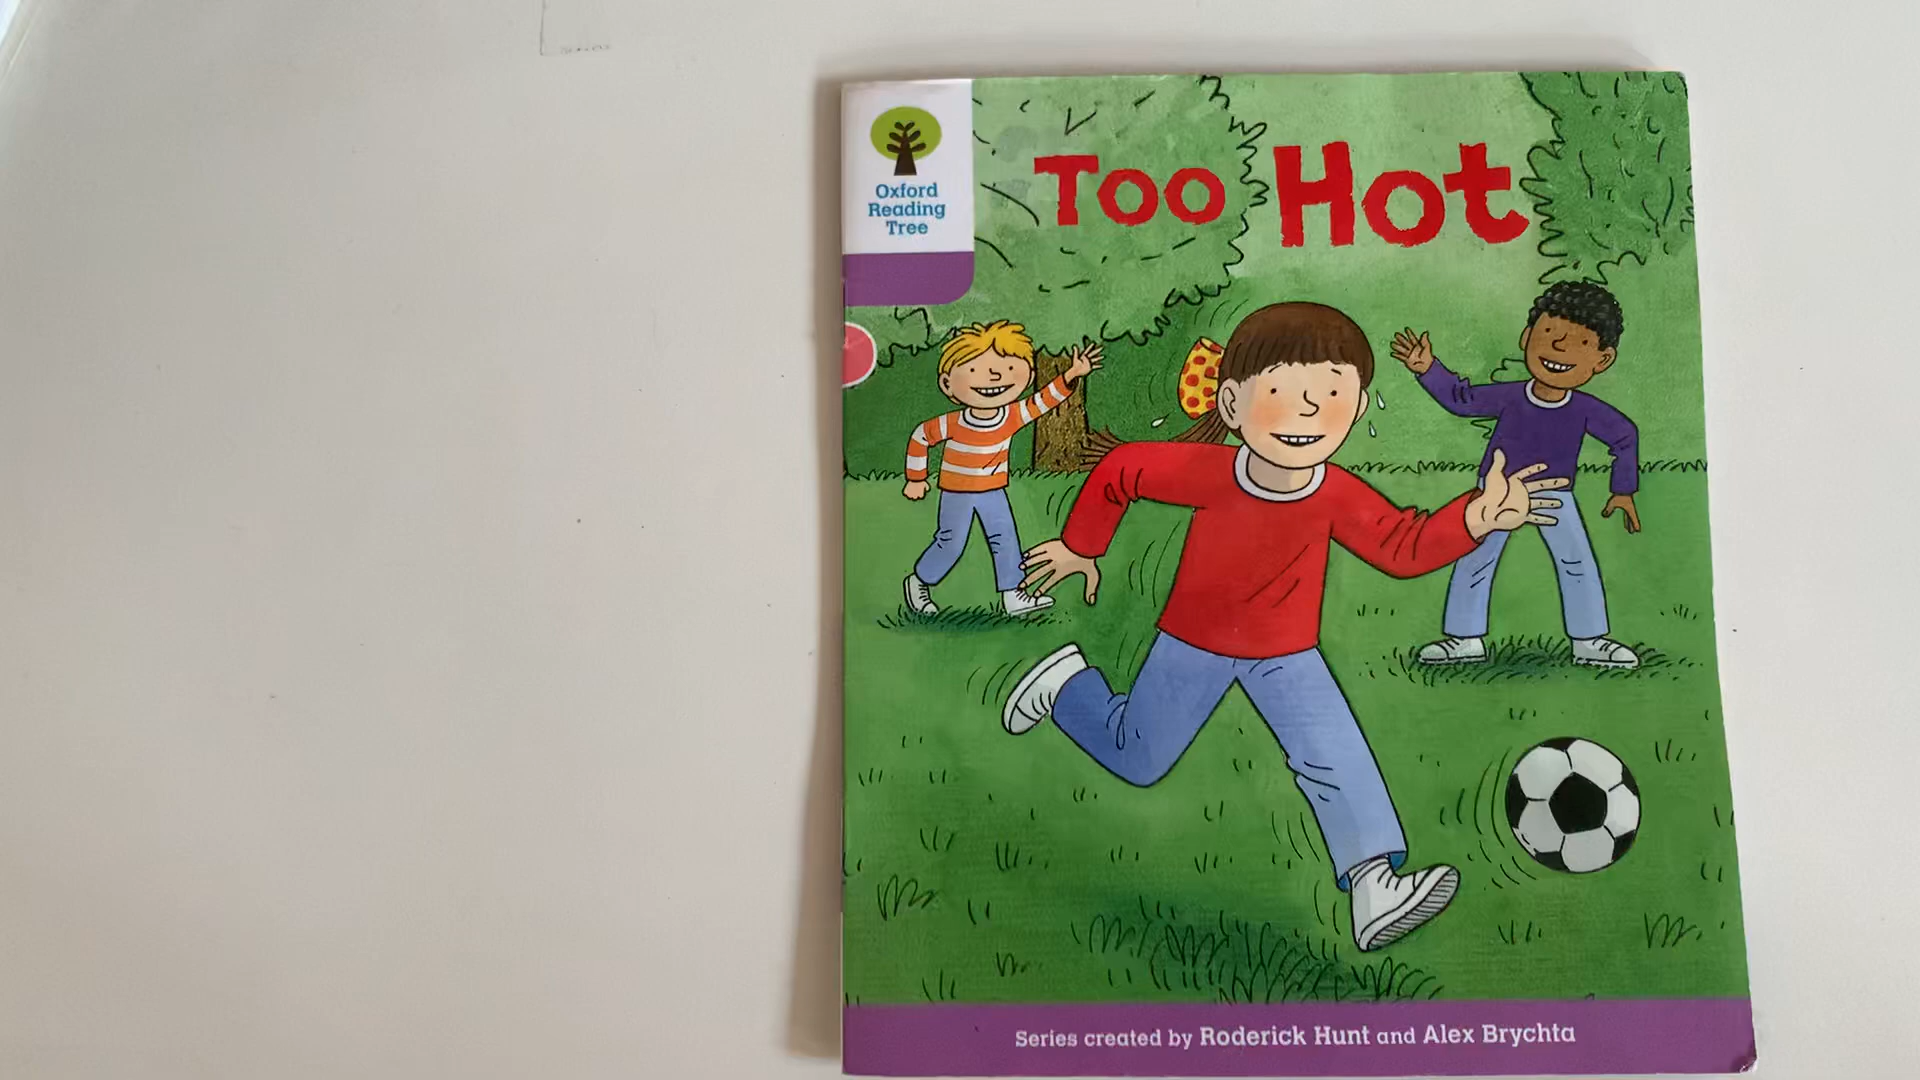 Oxford
Reading
Tree
Too Hot
Series created by Roderick Hunt and Alex Brychta